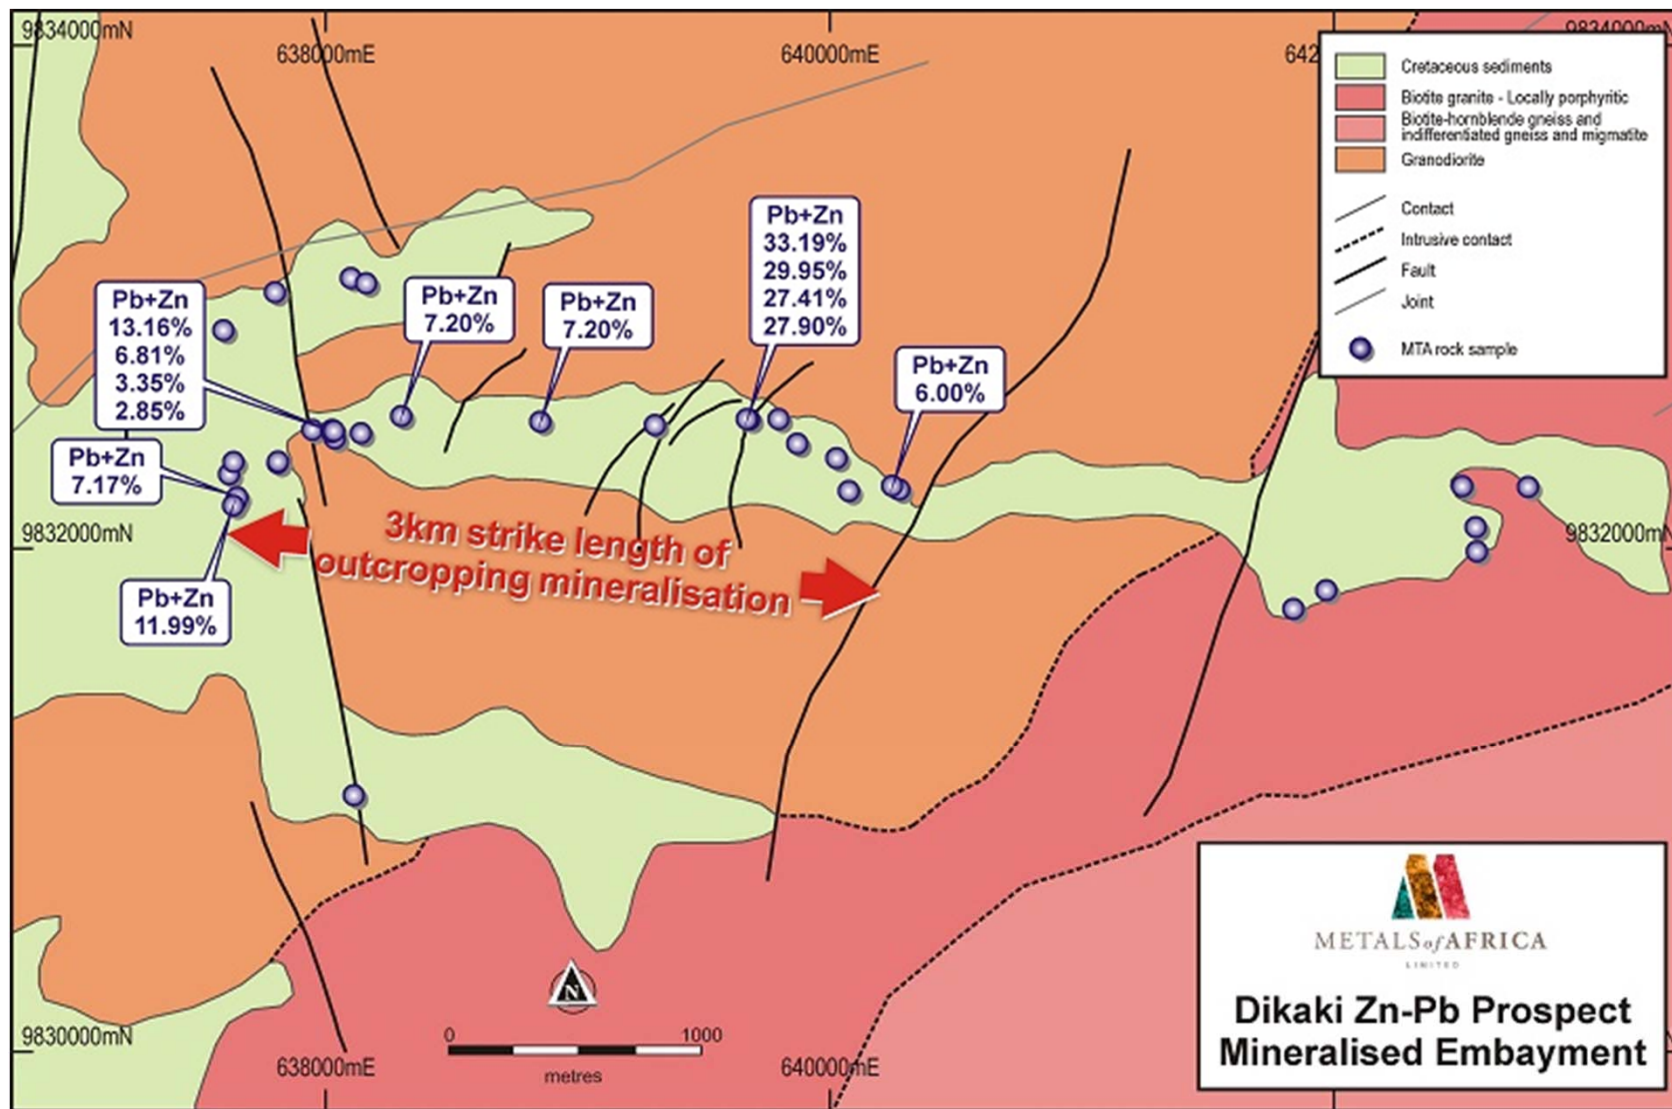 9834000mN
638000mE
640000mE
642
9834000mN
Cretaceous sediments
Biotite granite - Locally porphyritic
Biotite-hornblende gneiss and
indifferentiated gneiss and migmatite
Granodiorite
Contact
Intrusive contact
Fault
Joint
MTA rock sample
Pb+Zn
33.19%
29.95%
27.41%
27.90%
Pb+Zn
13.16%
6.81%
3.35%
2.85%
Pb+Zn
7.20%
Pb+Zn
7.20%
Pb+Zn
6.00%
Pb+Zn
7.17%
9832000mN
3km strike length of
outcropping mineralisation
9832000mN
Pb+Zn
11.99%
METALS of AFRICA
LIMITED
N
Dikaki Zn-Pb Prospect
Mineralised Embayment
9830000mN
0 1000
metres
638000mE
640000mE